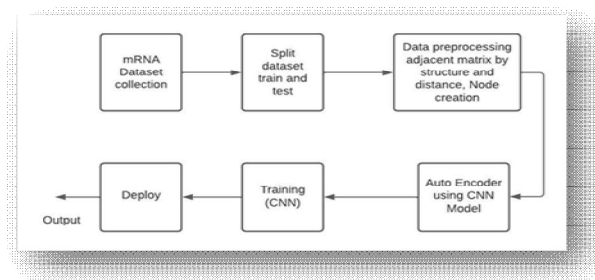 mRNA
Dataset
collection
Split
dataset
train and
test
Data preprocessing
adjacent matrix by
structure and
distance, Node
creation
Auto Encoder
using CNN
Model
Training
(CNN)
Deploy
Output